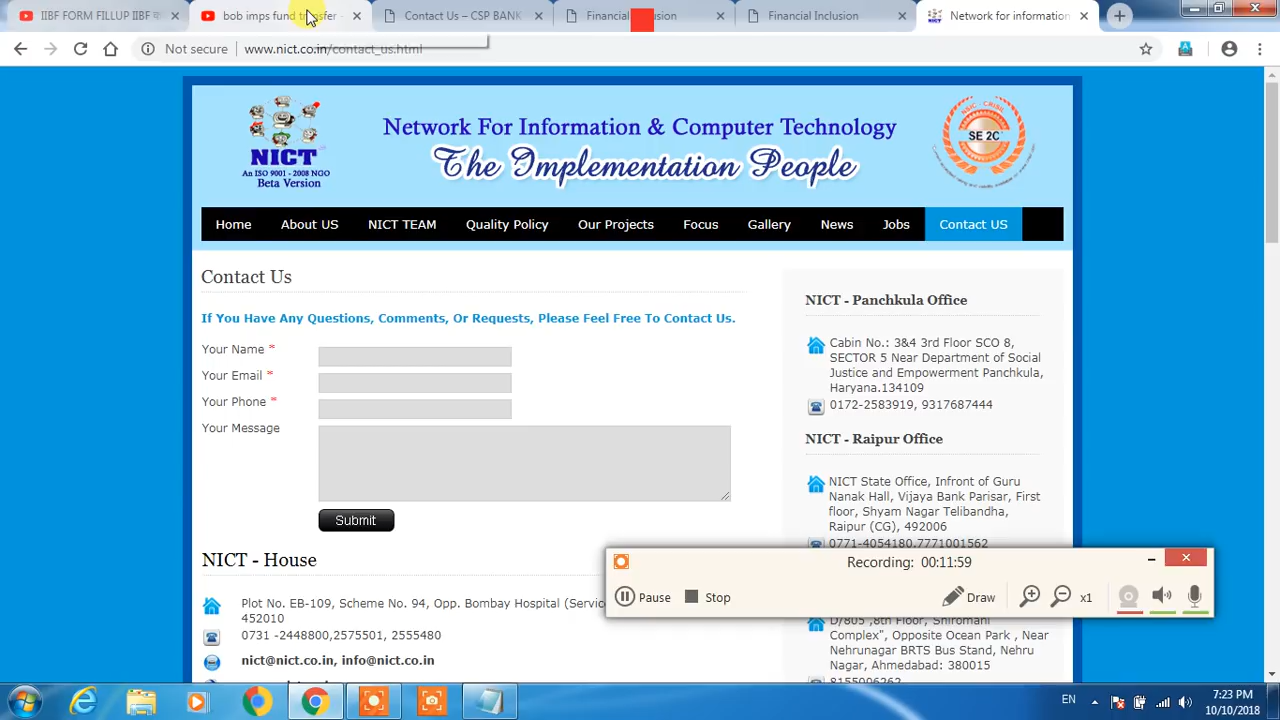 IIBF FORM FILLUP IIBF
bob imps fund transfer -
Contact Us – CSP BANK
Financial Inclusion
Financial Inclusion
Network for information
Not secure
www.nict.co.in/contact_us.html
NICT
An ISO 9001 - 2008 NGO
Beta Version
Network For Information & Computer Technology
The Implementation People
NSIC - CRISIL
SE 2C
Home
About US
NICT TEAM
Quality Policy
Our Projects
Focus
Gallery
News
Jobs
Contact US
Contact Us
If You Have Any Questions, Comments, Or Requests, Please Feel Free To Contact Us.
Your Name *
Your Email *
Your Phone *
Your Message
Submit
NICT - House
Plot No. EB-109, Scheme No. 94, Opp. Bombay Hospital (Service
452010
0731 -2448800,2575501, 2555480
nict@nict.co.in, info@nict.co.in
NICT - Panchkula Office
Cabin No.: 3&4 3rd Floor SCO 8,
SECTOR 5 Near Department of Social
Justice and Empowerment Panchkula,
Haryana.134109
0172-2583919, 9317687444
NICT - Raipur Office
NICT State Office, Infront of Guru
Nanak Hall, Vijaya Bank Parisar, First
floor, Shyam Nagar Telibandha,
Raipur (CG), 492006
0771-4054180,7771001562
Recording: 00:11:59
Pause
Stop
Draw
x1
D/805 ,8th Floor, Shiromani
Complex", Opposite Ocean Park , Near
Nehrunagar BRTS Bus Stand, Nehru
Nagar, Ahmedabad: 380015
8155996262
EN
7:23 PM
10/10/2018